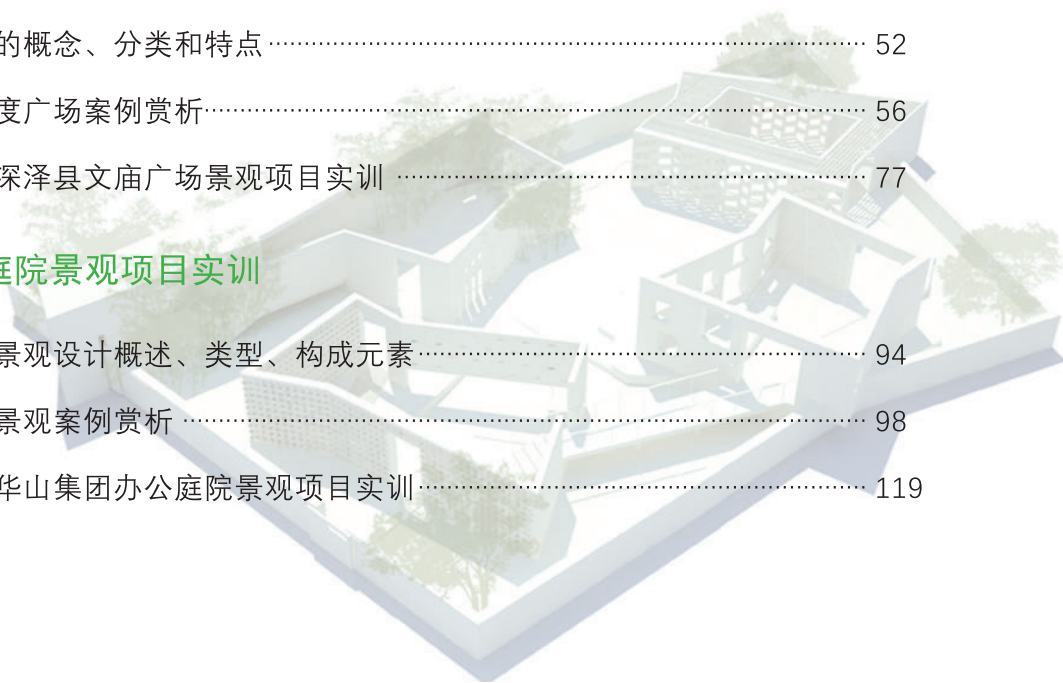 的概念、分类和特点 52
度广场案例赏析 56
深泽县文庙广场景观项目实训 77
庭院景观项目实训
景观设计概述、类型、构成元素 94
景观案例赏析 98
华山集团办公庭院景观项目实训 119